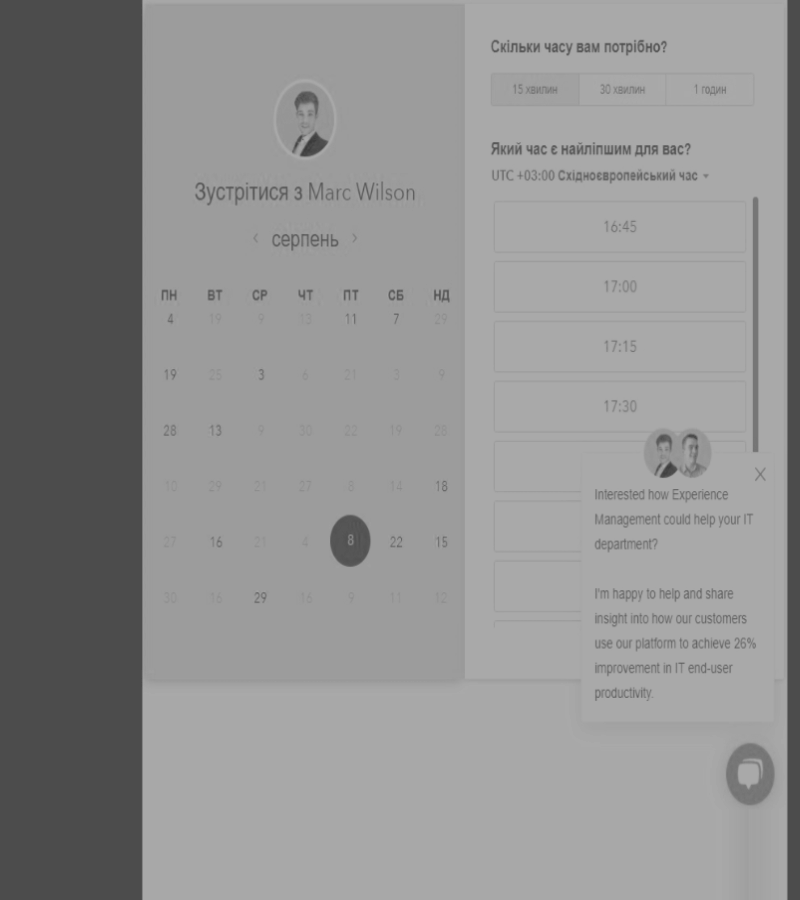 Зустрітися з Marc Wilson
серпень
ПН ВТ СР ЧТ ПТ СБ НД
4 19 9 13 11 7 29
19 25 3 6 21 3 9
28 13 9 30 22 19 28
10 29 21 27 8 14 18
27 16 21 4 8 22 15
30 16 29 16 9 11 12
Скільки часу вам потрібно?
15 хвилин 30 хвилин 1 годин
Який час є найліпшим для вас?
UTC +03:00 Східноєвропейський час
16:45
17:00
17:15
17:30
Interested how Experience
Management could help your IT
department?
I'm happy to help and share
insight into how our customers
use our platform to achieve 26%
improvement in IT end-user
productivity.